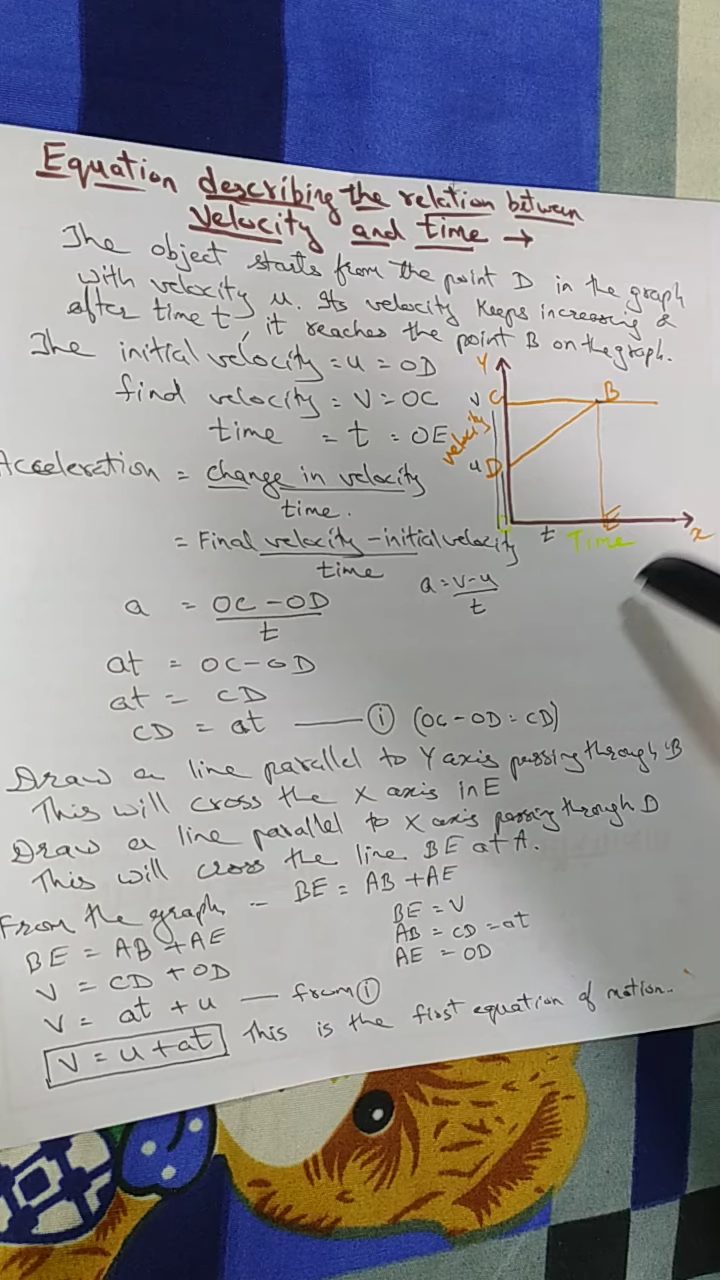 Equation describing the relation between
Velocity and time →
The object starts from the point D in the graph
with velocity u. Its velocity keeps increasing &
after time t, it reaches the point B on the graph.
The initial velocity = u = OD
find velocity = V = OC
time = t = OE
Y
v C B
velocity
u D
E
t Time x
Acceleration = change in velocity
time.
= Final velocity - initial velocity
time
a = v-u
t
a = OC - OD
t
at = OC-OD
at = CD
CD = at —— (i) (OC - OD = CD)
Draw a line parallel to Y axis passing through B
This will cross the X axis in E
Draw a line parallel to X axis passing through D
This will cross the line BE at A.
From the graph - BE = AB + AE
BE = AB + AE
V = CD + OD
V = at + u — from (i)
BE = V
AB = CD = at
AE = OD
V = u + at This is the first equation of motion.